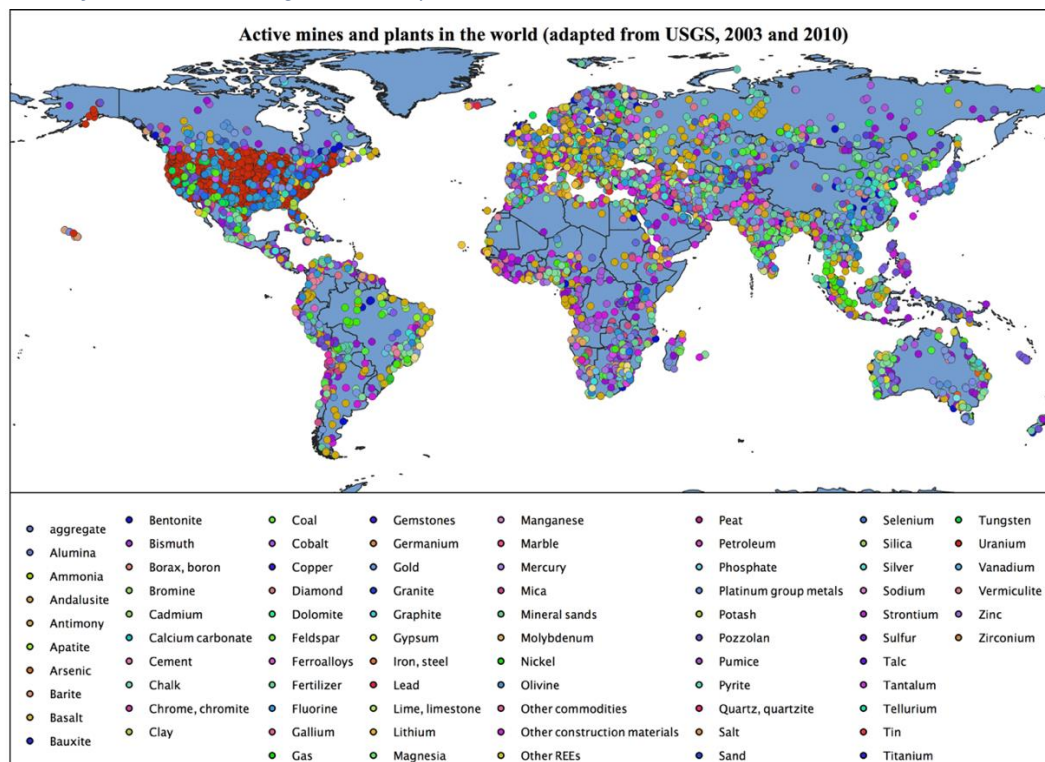 Active mines and plants in the world (adapted from USGS, 2003 and 2010)
aggregate
Alumina
Ammonia
Andalusite
Antimony
Apatite
Arsenic
Barite
Basalt
Bauxite
Bentonite
Bismuth
Borax, boron
Bromine
Cadmium
Calcium carbonate
Cement
Chalk
Chrome, chromite
Clay
Coal
Cobalt
Copper
Diamond
Dolomite
Feldspar
Ferroalloys
Fertilizer
Fluorine
Gallium
Gas
Gemstones
Germanium
Gold
Granite
Graphite
Gypsum
Iron, steel
Lead
Lime, limestone
Lithium
Magnesia
Manganese
Marble
Mercury
Mica
Mineral sands
Molybdenum
Nickel
Olivine
Other commodities
Other construction materials
Other REEs
Peat
Petroleum
Phosphate
Platinum group metals
Potash
Pozzolan
Pumice
Pyrite
Quartz, quartzite
Salt
Sand
Selenium
Silica
Silver
Sodium
Strontium
Sulfur
Talc
Tantalum
Tellurium
Tin
Titanium
Tungsten
Uranium
Vanadium
Vermiculite
Zinc
Zirconium